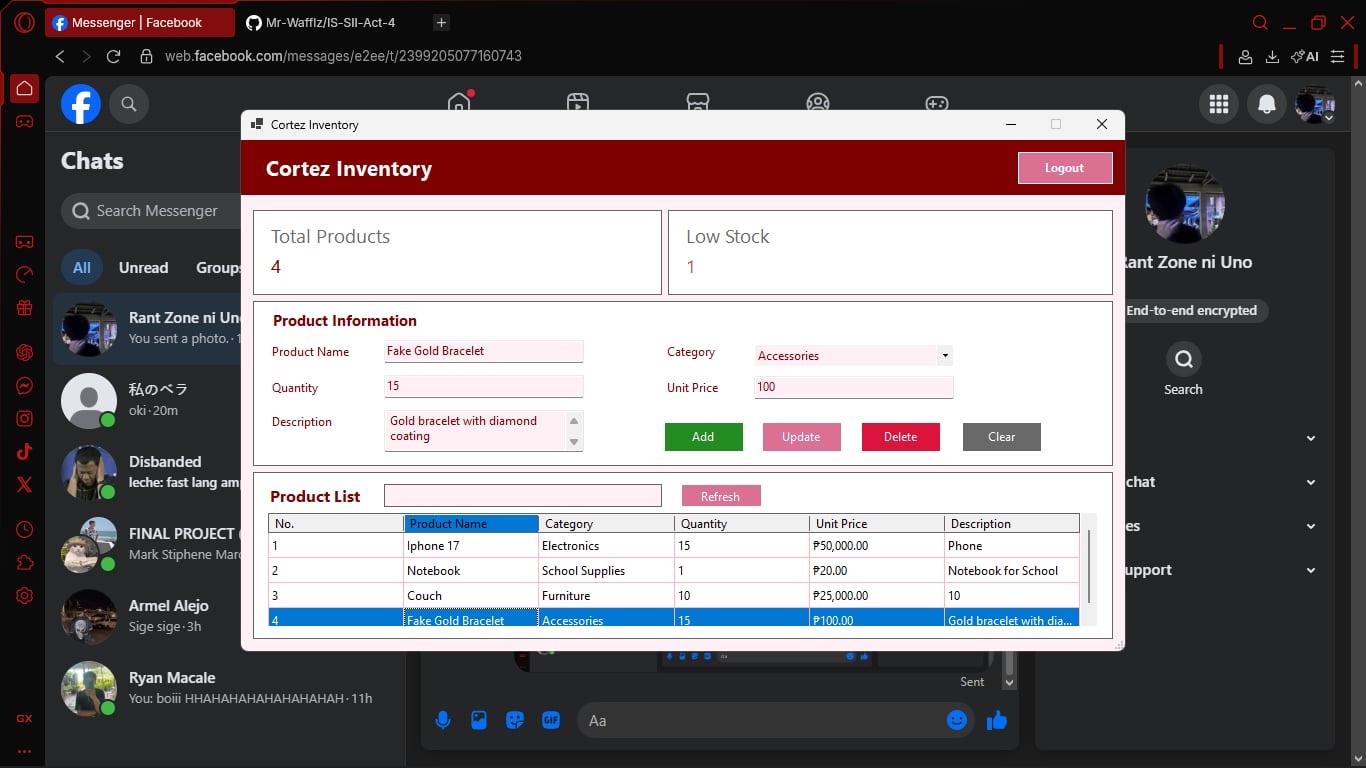 Messenger | Facebook
Mr-Wafflz/IS-SII-Act-4
web.facebook.com/messages/e2ee/t/2399205077160743
AI
Chats
Search Messenger
All Unread Groups
Rant Zone ni Uno
You sent a photo. · 1
私のベラ
oki · 20m
Disbanded
leche: fast lang amp
FINAL PROJECT (
Mark Stiphene Marc
Armel Alejo
Sige sige · 3h
Ryan Macale
You: boiii HHAHAHAHAHAHAHAHAH · 11h
GX
Cortez Inventory
Cortez Inventory
Logout
Total Products
4
Low Stock
1
Product Information
Product Name Fake Gold Bracelet
Category Accessories
Quantity 15
Unit Price 100
Description Gold bracelet with diamond
coating
Add Update Delete Clear
Product List Refresh
No. Product Name Category Quantity Unit Price Description
1 Iphone 17 Electronics 15 ₱50,000.00 Phone
2 Notebook School Supplies 1 ₱20.00 Notebook for School
3 Couch Furniture 10 ₱25,000.00 10
4 Fake Gold Bracelet Accessories 15 ₱100.00 Gold bracelet with dia...
Sent
GIF
Aa
Rant Zone ni Uno
End-to-end encrypted
Search
chat
es
upport